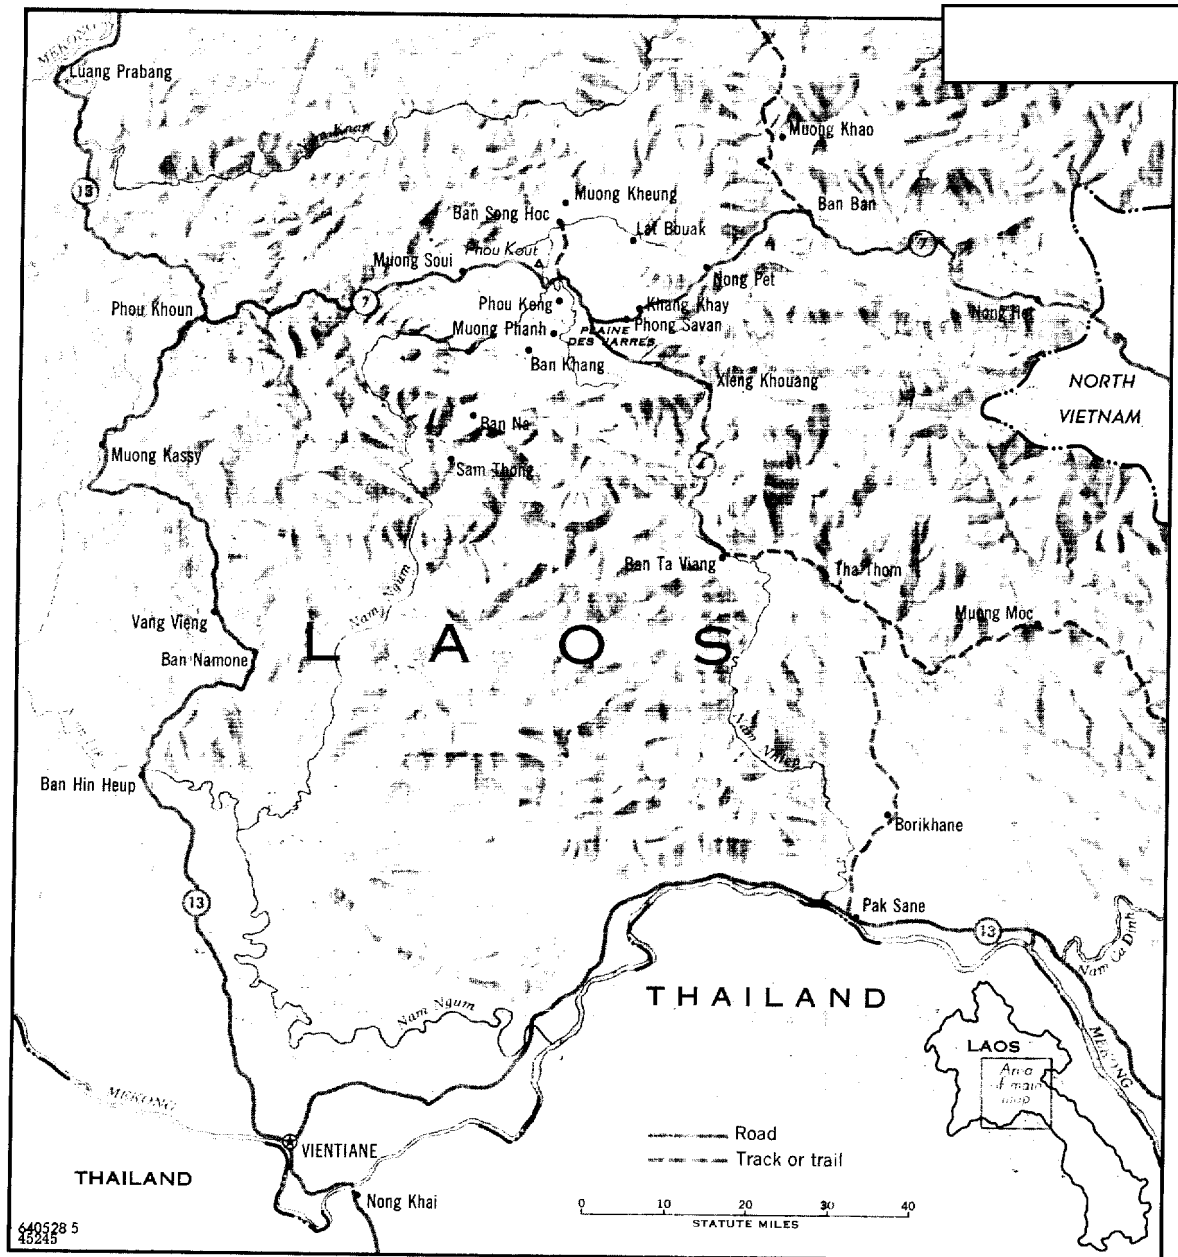 MEKONG
Luang Prabang
Muong Khao
13
Muong Kheung
Ban Song Hoc
Ban Ban
Lat Bouak
7
Phou Kout
Muong Soui
Nong Pet
Phou Khoun
7
Phou Keng
Khang Khay
Nong Het
Muong Phanh
PLAINE
DES JARRES
Phong Savan
Ban Khang
Xieng Khouang
NORTH
VIETNAM
Ban Na
Muong Kassy
Sam Thong
Ban Ta Viang
Tha Thom
Nam Ngum
Muong Moc
Vang Vieng
LAOS
Ban Namone
Nam Nhiep
Ban Hin Heup
Borikhane
13
Pak Sane
13
Nam Ca Dinh
THAILAND
Nam Ngum
LAOS
Area
of main
map
MEKONG
MEKONG
Road
VIENTIANE
Track or trail
THAILAND
Nong Khai
0 10 20 30 40
STATUTE MILES
640528 5
45245